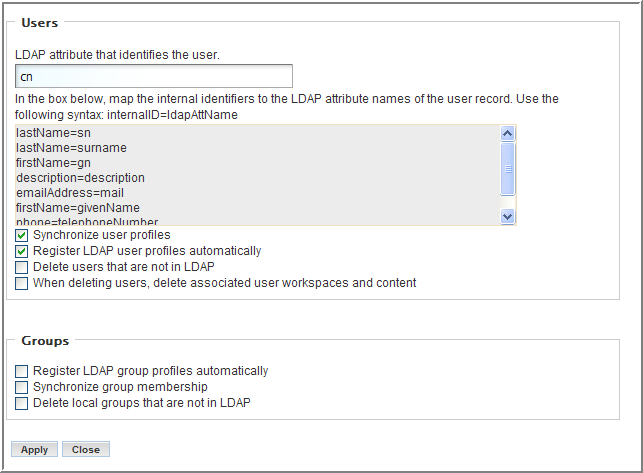 Users
LDAP attribute that identifies the user.
cn
In the box below, map the internal identifiers to the LDAP attribute names of the user record. Use the
following syntax: internalID=ldapAttName
lastName=sn
lastName=surname
firstName=gn
description=description
emailAddress=mail
firstName=givenName
phone=telephoneNumber
Synchronize user profiles
Register LDAP user profiles automatically
Delete users that are not in LDAP
When deleting users, delete associated user workspaces and content
Groups
Register LDAP group profiles automatically
Synchronize group membership
Delete local groups that are not in LDAP
Apply Close